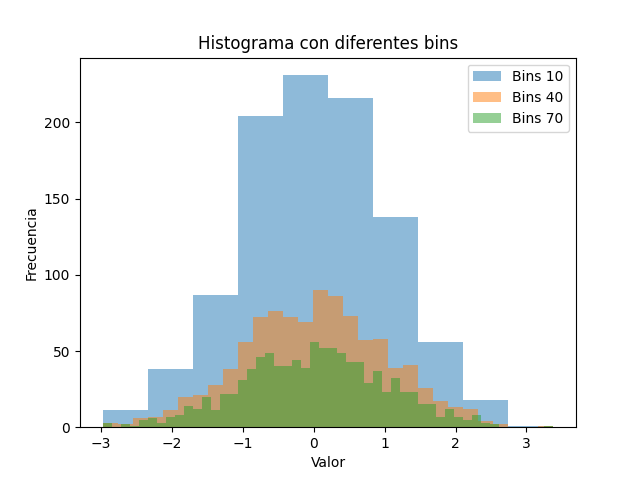 Histograma con diferentes bins
Bins 10
Bins 40
Bins 70
Frecuencia
200
150
100
50
0
−3
−2
−1
0
1
2
3
Valor